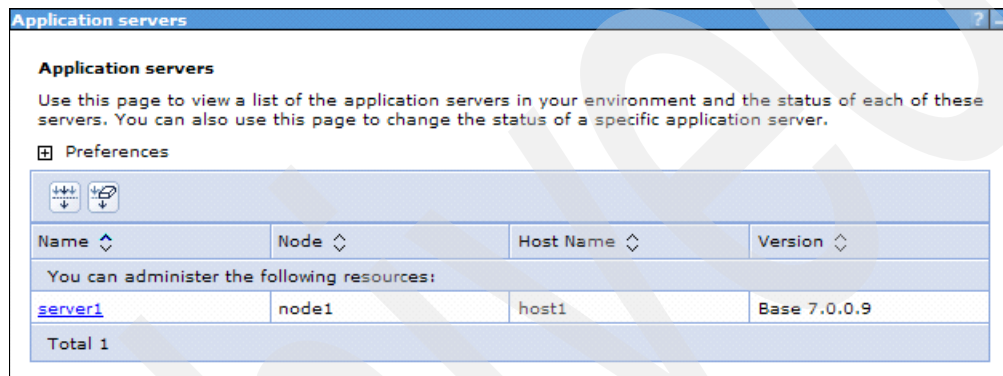 Application servers ? –
Application servers
Use this page to view a list of the application servers in your environment and the status of each of these
servers. You can also use this page to change the status of a specific application server.
Preferences
Name Node Host Name Version
You can administer the following resources:
server1 node1 host1 Base 7.0.0.9
Total 1